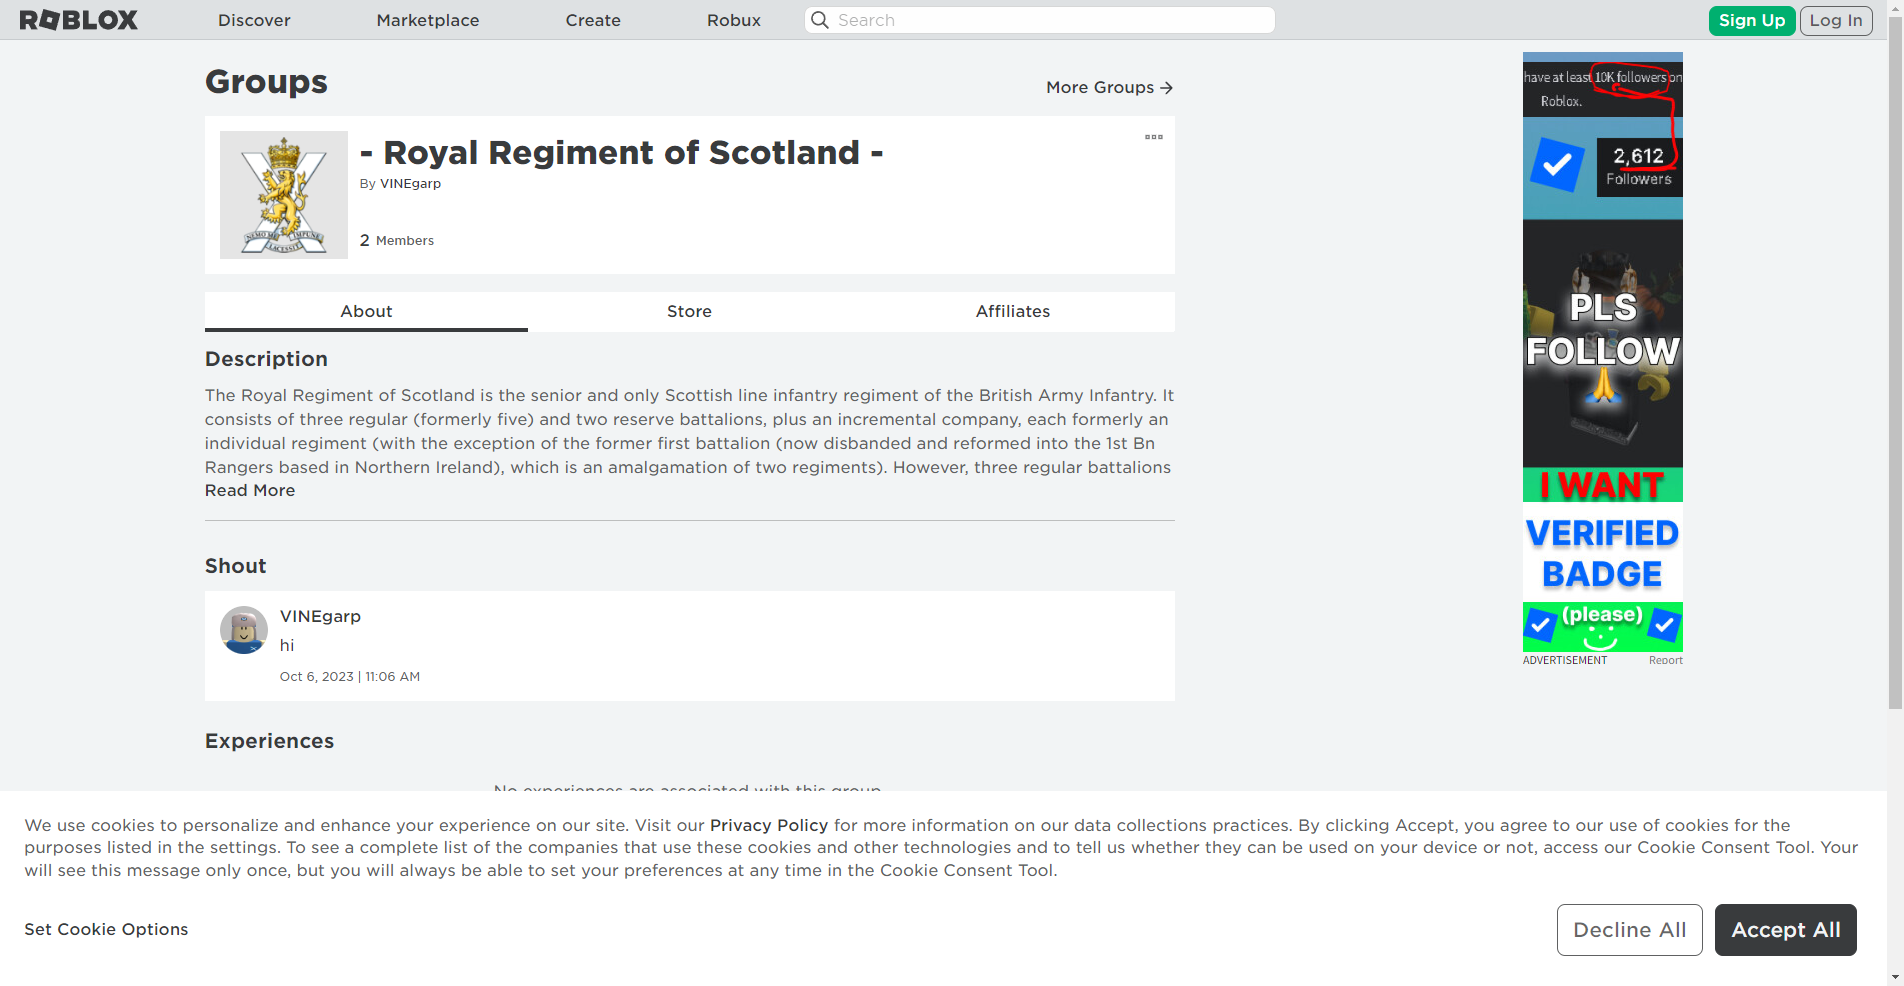 ROBLOX Discover Marketplace Create Robux Search Sign Up Log In
Groups
More Groups
- Royal Regiment of Scotland -
By VINEgarp
2 Members
NEMO ME IMPUNE
LACESSIT
About Store Affiliates
Description
The Royal Regiment of Scotland is the senior and only Scottish line infantry regiment of the British Army Infantry. It
consists of three regular (formerly five) and two reserve battalions, plus an incremental company, each formerly an
individual regiment (with the exception of the former first battalion (now disbanded and reformed into the 1st Bn
Rangers based in Northern Ireland), which is an amalgamation of two regiments). However, three regular battalions
Read More
Shout
VINEgarp
hi
Oct 6, 2023 | 11:06 AM
Experiences
No experiences are associated with this group
have at least 10K followers on
Roblox.
2,612
Followers
PLS
FOLLOW
I WANT
VERIFIED
BADGE
(please)
ADVERTISEMENT Report
We use cookies to personalize and enhance your experience on our site. Visit our Privacy Policy for more information on our data collections practices. By clicking Accept, you agree to our use of cookies for the
purposes listed in the settings. To see a complete list of the companies that use these cookies and other technologies and to tell us whether they can be used on your device or not, access our Cookie Consent Tool. Your
will see this message only once, but you will always be able to set your preferences at any time in the Cookie Consent Tool.
Set Cookie Options
Decline All Accept All